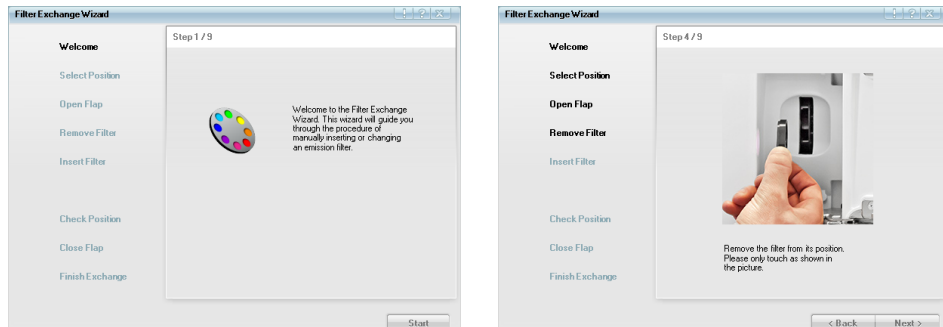 Filter Exchange Wizard
Step 1 / 9
Welcome
Select Position
Open Flap
Remove Filter
Insert Filter
Check Position
Close Flap
Finish Exchange
Welcome to the Filter Exchange
Wizard. This wizard will guide you
through the procedure of
manually inserting or changing
an emission filter.
Start
Filter Exchange Wizard
Step 4 / 9
Welcome
Select Position
Open Flap
Remove Filter
Insert Filter
Check Position
Close Flap
Finish Exchange
Remove the filter from its position.
Please only touch as shown in
the picture.
< Back
Next >